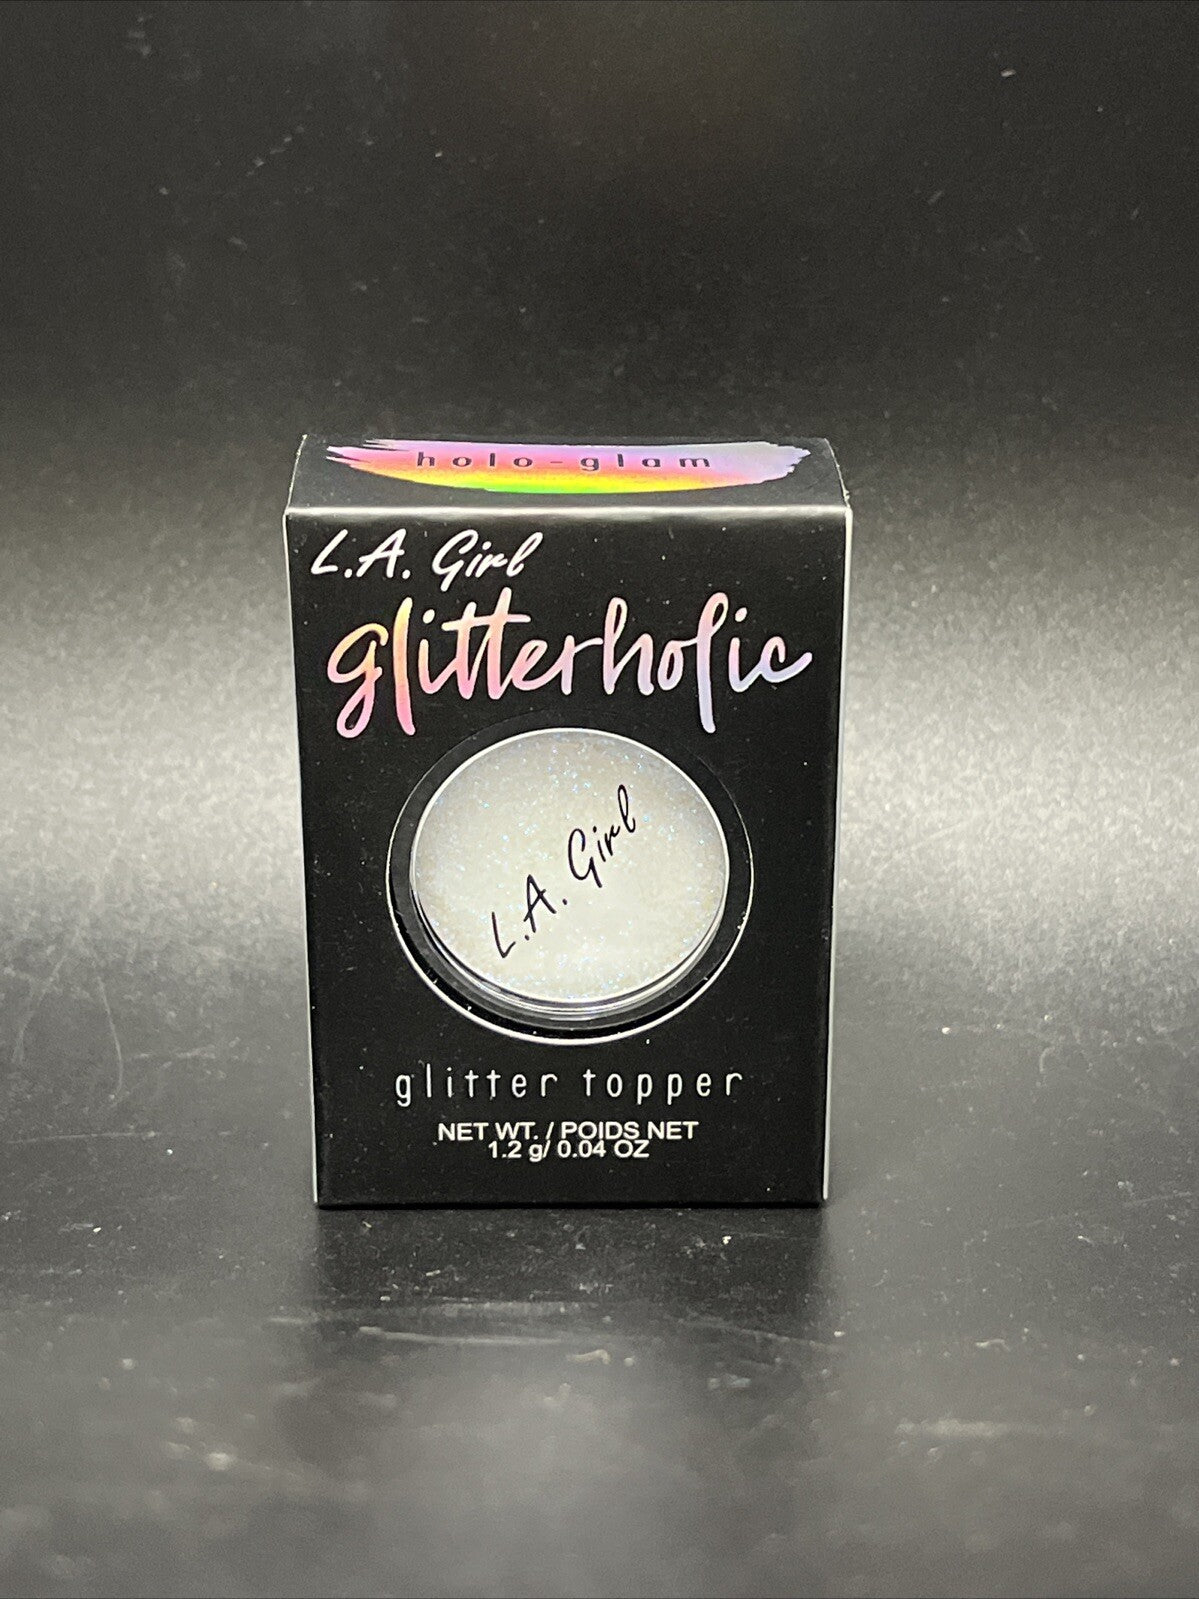 holo-glam
L.A. Girl
glitterholic
L.A. Girl
glitter topper
NET WT. / POIDS NET
1.2 g/ 0.04 OZ